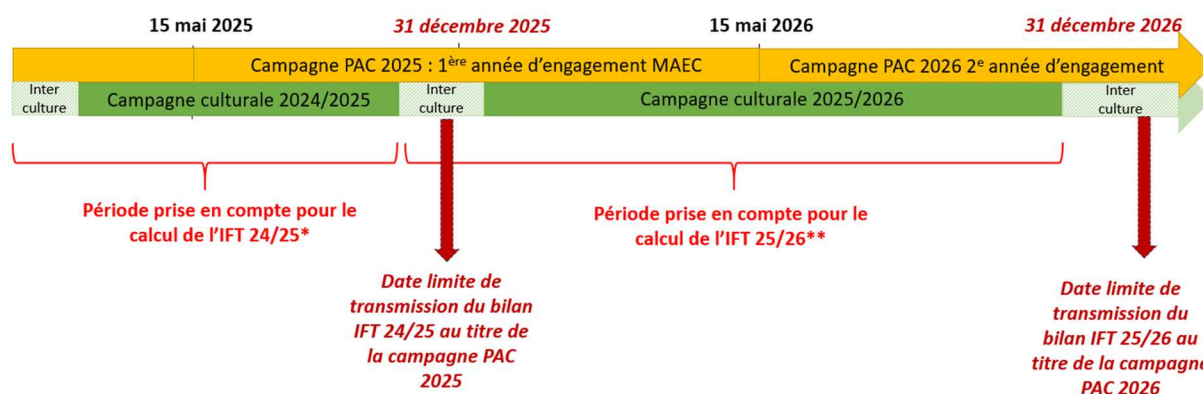 15 mai 2025
31 décembre 2025
15 mai 2026
31 décembre 2026
Campagne PAC 2025 : 1ère année d'engagement MAEC
Campagne PAC 2026 2e année d'engagement
Inter
culture
Campagne culturale 2024/2025
Inter
culture
Campagne culturale 2025/2026
Inter
culture
Période prise en compte pour le
calcul de l'IFT 24/25*
Période prise en compte pour le
calcul de l'IFT 25/26**
Date limite de
transmission du bilan
IFT 24/25 au titre de
la campagne PAC
2025
Date limite de
transmission du
bilan IFT 25/26 au
titre de la campagne
PAC 2026